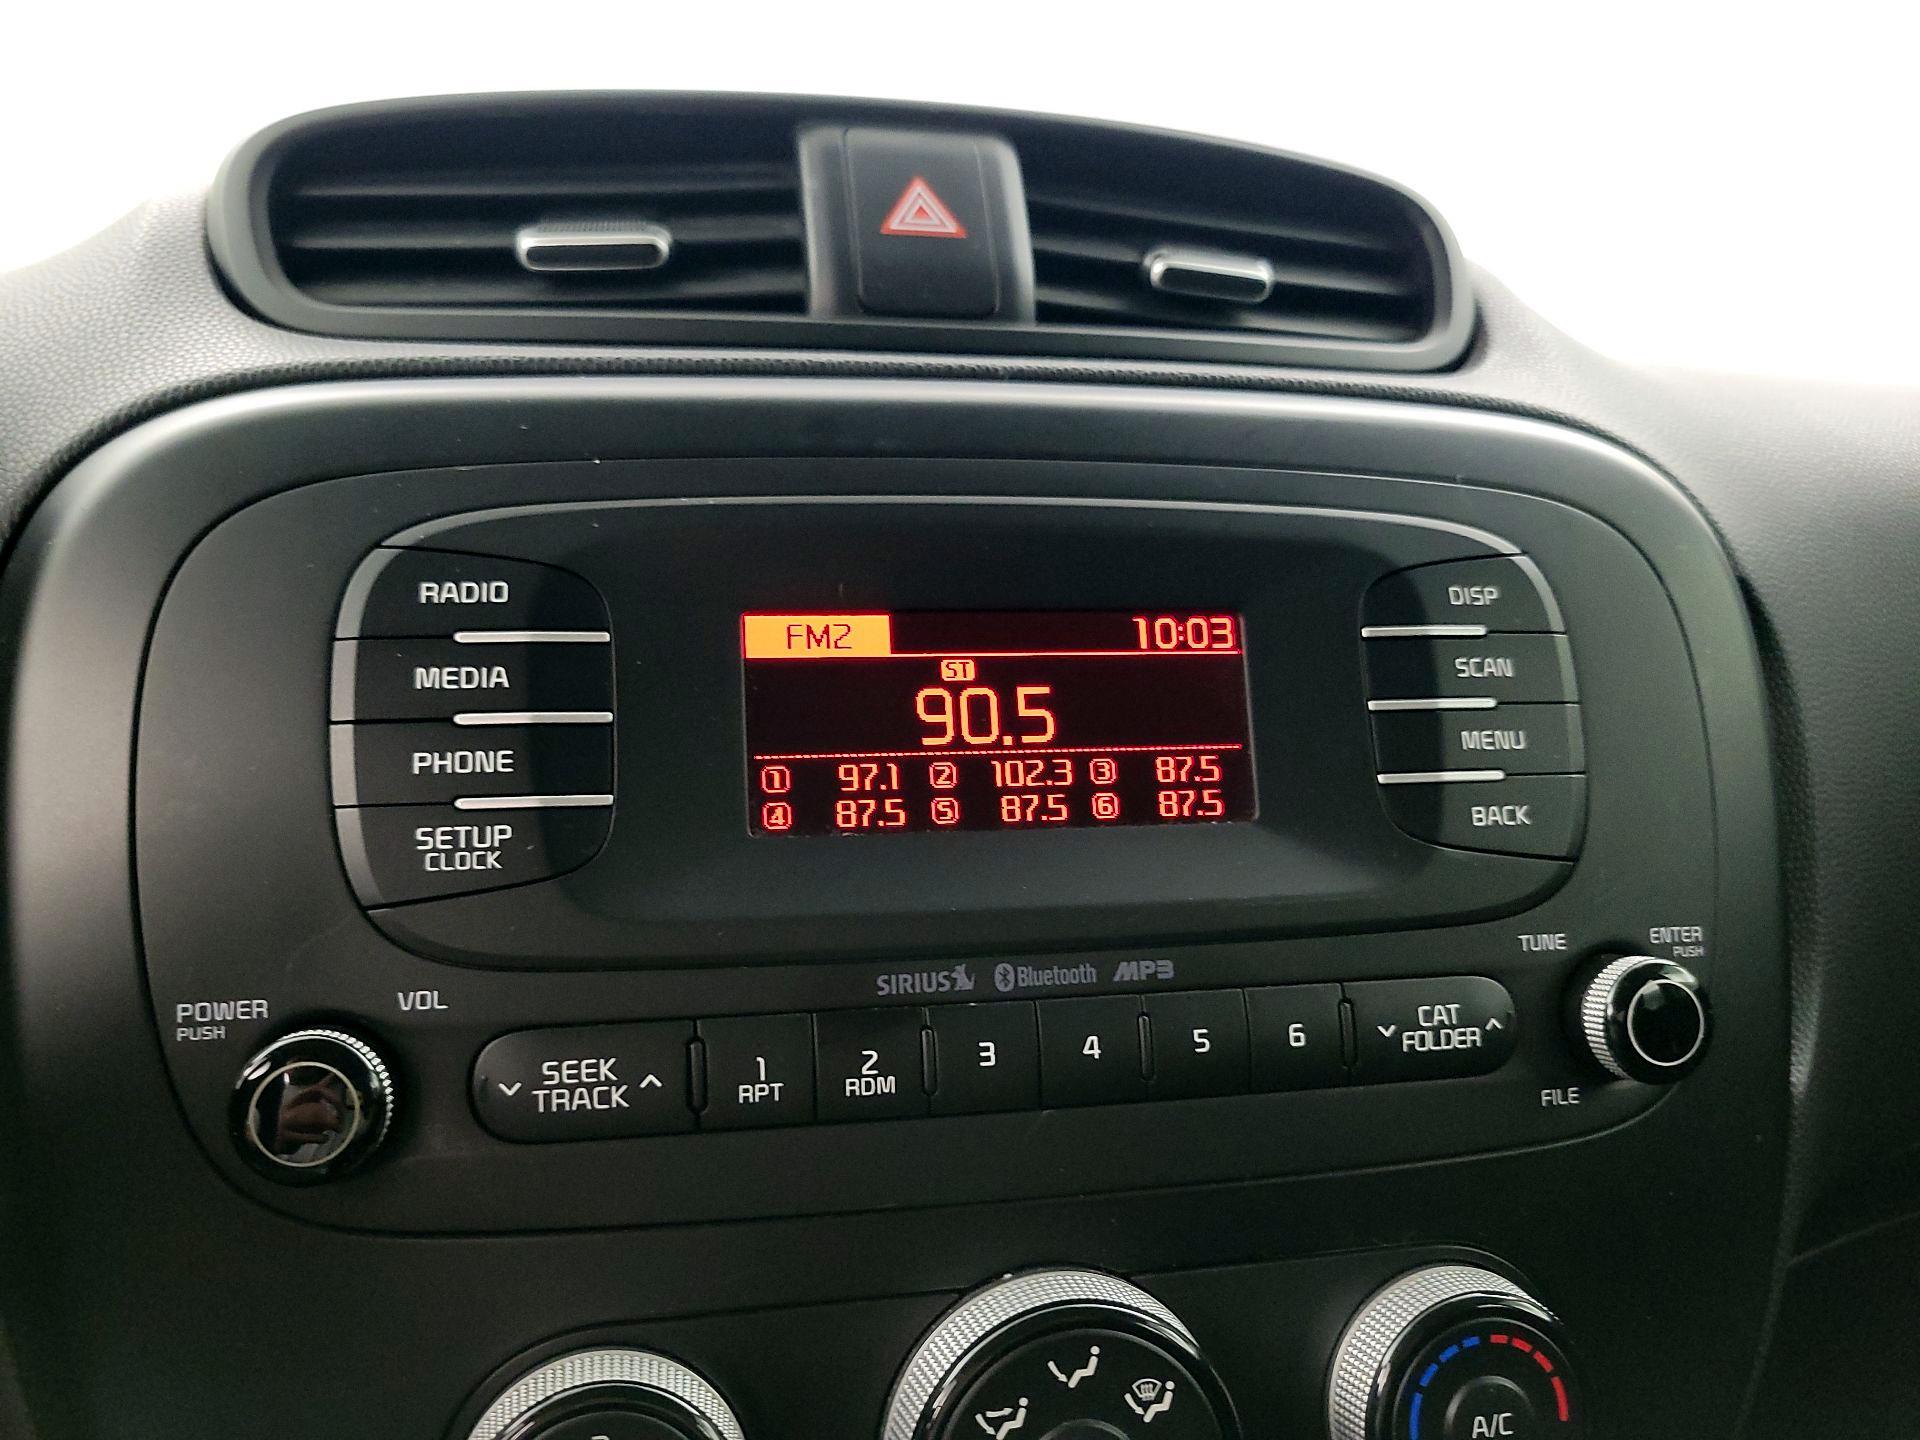 RADIO
MEDIA
PHONE
SETUP
CLOCK
FM2 10:03
ST
90.5
1 97.1 2 102.3 3 87.5
4 87.5 5 87.5 6 87.5
DISP
SCAN
MENU
BACK
SIRIUS Bluetooth MP3
POWER
PUSH
VOL
SEEK
TRACK
1
RPT
2
RDM
3
4
5
6
CAT
FOLDER
TUNE
ENTER
PUSH
FILE
A/C